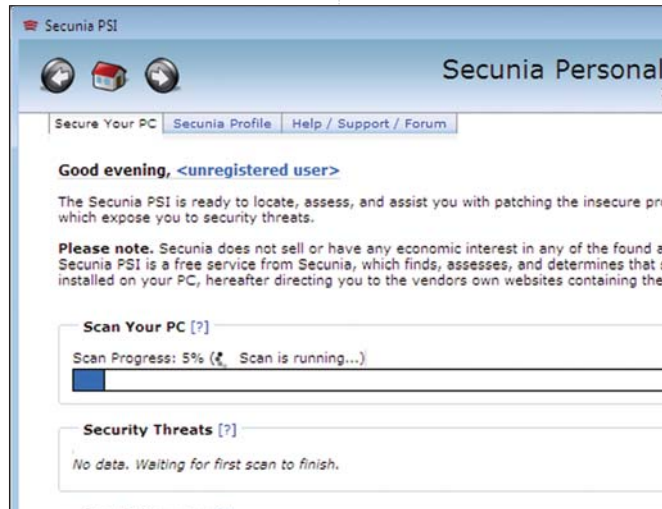 Secunia PSI
Secunia Personal
Secure Your PC Secunia Profile Help / Support / Forum
Good evening, <unregistered user>
The Secunia PSI is ready to locate, assess, and assist you with patching the insecure
which expose you to security threats.
Please note. Secunia does not sell or have any economic interest in any of the found
Secunia PSI is a free service from Secunia, which finds, assesses, and determines that
installed on your PC, hereafter directing you to the vendors own websites containing the
Scan Your PC [?]
Scan Progress: 5% ( Scan is running...)
Security Threats [?]
No data. Waiting for first scan to finish.